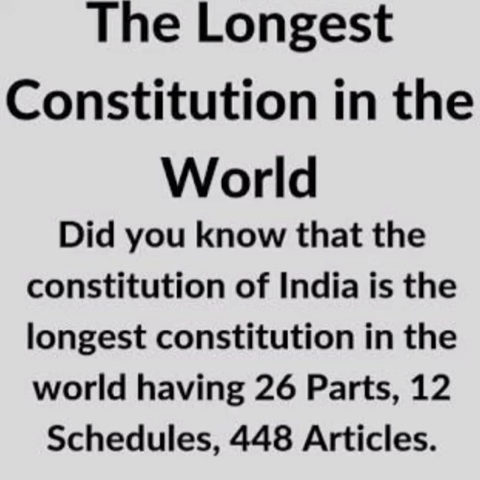 The Longest
Constitution in the
World
Did you know that the
constitution of India is the
longest constitution in the
world having 26 Parts, 12
Schedules, 448 Articles.